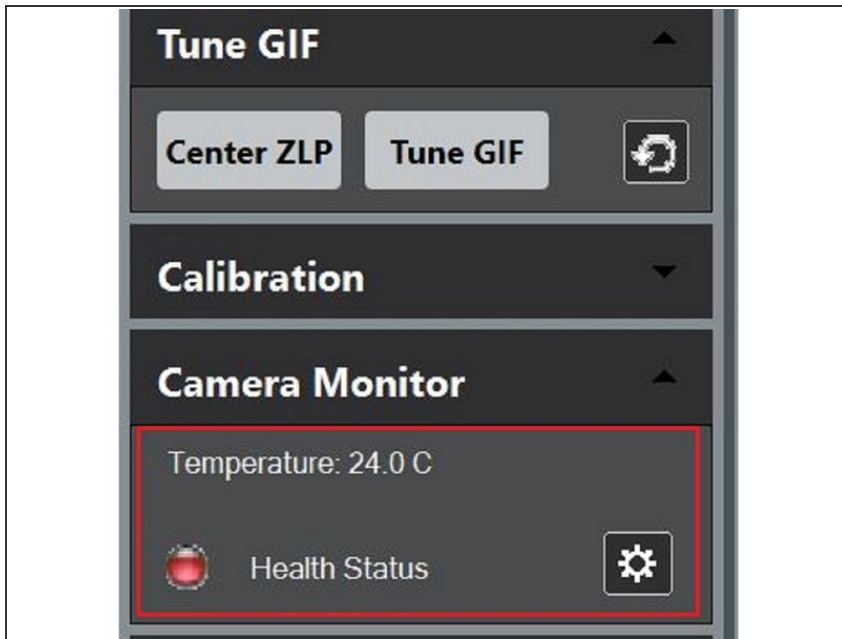 Tune GIF
Center ZLP Tune GIF
Calibration
Camera Monitor
Temperature: 24.0 C
Health Status